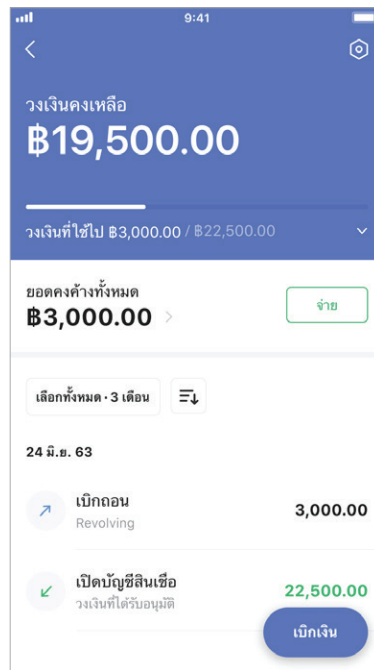 9:41
วงเงินคงเหลือ
฿19,500.00
วงเงินที่ใช้ไป ฿3,000.00 / ฿22,500.00
ยอดคงค้างทั้งหมด
฿3,000.00
จ่าย
เลือกทั้งหมด · 3 เดือน
24 มิ.ย. 63
เบิกถอน
3,000.00
Revolving
เปิดบัญชีสินเชื่อ
22,500.00
วงเงินที่ได้รับอนุมัติ
เบิกเงิน